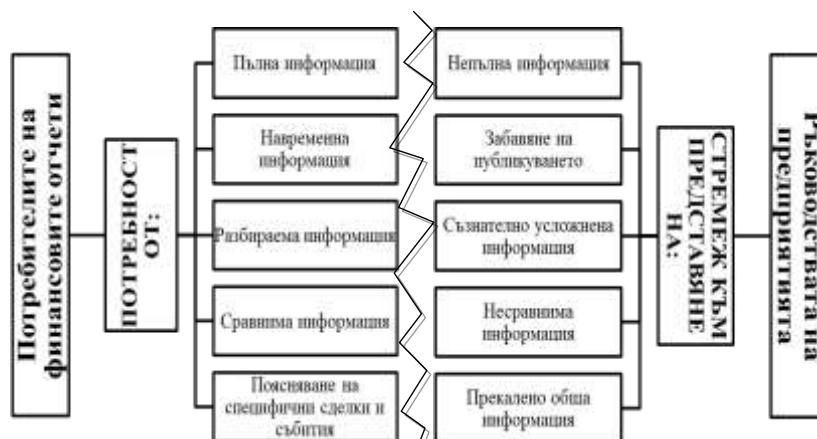 Потребителите на
финансовите отчети
ПОТРЕБНОСТ
ОТ:
Пълна информация
Навременна
информация
Разбираема информация
Сравнима информация
Поясняване на
специфични сделки и
събития
Непълна информация
Забавяне на
публикуването
Съзнателно усложнена
информация
Несравнима
информация
Прекалено обща
информация
СТРЕМЕЖ КЪМ
ПРЕДСТАВЯНЕ
НА:
Ръководствата на
предприятията